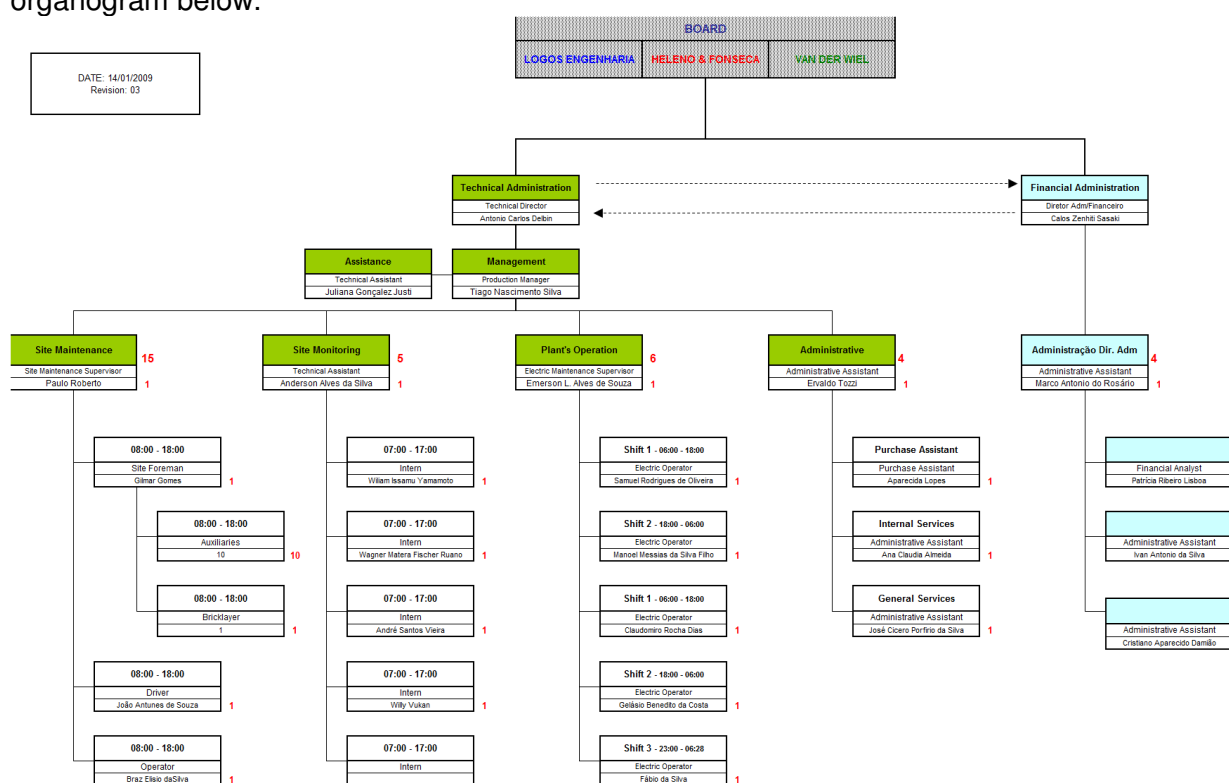 organogram below.
BOARD
LOGOS ENGENHARIA
HELENO & FONSECA
VAN DER WIEL
DATE: 14/01/2009
Revision: 03
Technical Administration
Technical Director
Antonio Carlos Delbin
Financial Administration
Diretor Adm/Financeiro
Calos Zenhiti Sasaki
Assistance
Technical Assistant
Juliana Gonçalez Justi
Management
Production Manager
Tiago Nascimento Silva
Site Maintenance
15
Site Maintenance Supervisor
Paulo Roberto
1
08:00 - 18:00
Site Foreman
Gilmar Gomes
1
08:00 - 18:00
Auxiliaries
10
10
08:00 - 18:00
Bricklayer
1
1
08:00 - 18:00
Driver
João Antunes de Souza
1
08:00 - 18:00
Operator
Braz Elisio daSilva
1
Site Monitoring
5
Technical Assistant
Anderson Alves da Silva
1
07:00 - 17:00
Intern
Wiliam Issamu Yamamoto
1
07:00 - 17:00
Intern
Wagner Matera Fischer Ruano
1
07:00 - 17:00
Intern
André Santos Vieira
1
07:00 - 17:00
Intern
Willy Vukan
1
07:00 - 17:00
Intern
Plant's Operation
6
Electric Maintenance Supervisor
Emerson L. Alves de Souza
1
Shift 1 - 06:00 - 18:00
Electric Operator
Samuel Rodrigues de Oliveira
1
Shift 2 - 18:00 - 06:00
Electric Operator
Manoel Messias da Silva Filho
1
Shift 1 - 06:00 - 18:00
Electric Operator
Claudomiro Rocha Dias
1
Shift 2 - 18:00 - 06:00
Electric Operator
Gelásio Benedito da Costa
1
Shift 3 - 23:00 - 06:28
Electric Operator
Fábio da Silva
1
Administrative
4
Administrative Assistant
Ervaldo Tozzi
1
Purchase Assistant
Purchase Assistant
Aparecida Lopes
1
Internal Services
Administrative Assistant
Ana Claudia Almeida
1
General Services
Administrative Assistant
José Cicero Porfirio da Silva
1
Administração Dir. Adm
4
Administrative Assistant
Marco Antonio do Rosário
1
Financial Analyst
Patrícia Ribeiro Lisboa
Administrative Assistant
Ivan Antonio da Silva
Administrative Assistant
Cristiano Aparecido Damião